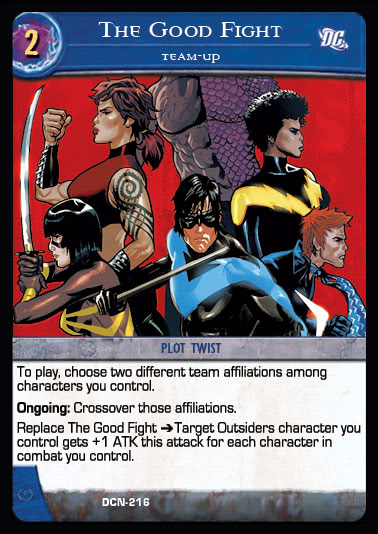 2
The Good Fight
DC
TEAM-UP
PLOT TWIST
To play, choose two different team affiliations among
characters you control.
Ongoing: Crossover those affiliations.
Replace The Good Fight ➔Target Outsiders character you
control gets +1 ATK this attack for each character in
combat you control.
DCN-216